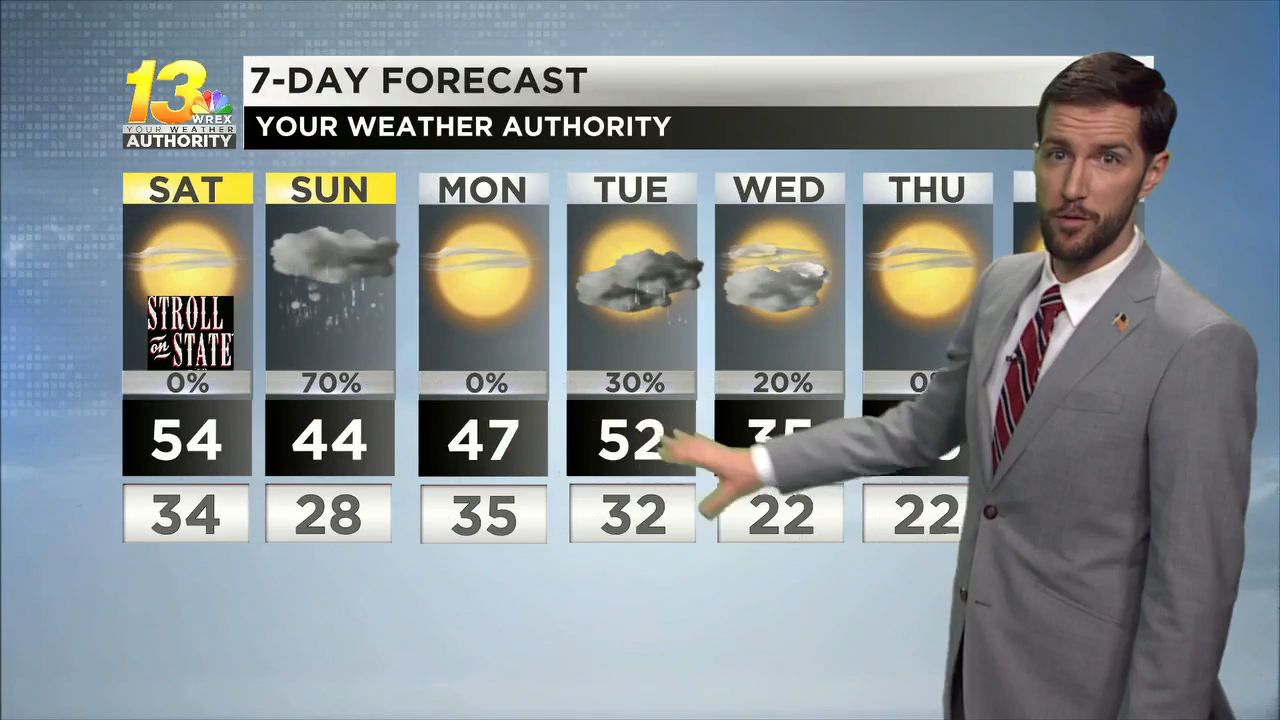 13
WREX
YOUR WEATHER
AUTHORITY
7-DAY FORECAST
YOUR WEATHER AUTHORITY
SAT SUN MON TUE WED THU
STROLL
on STATE
0% 70% 0% 30% 20%
54 44 47 52 35
34 28 35 32 22 22